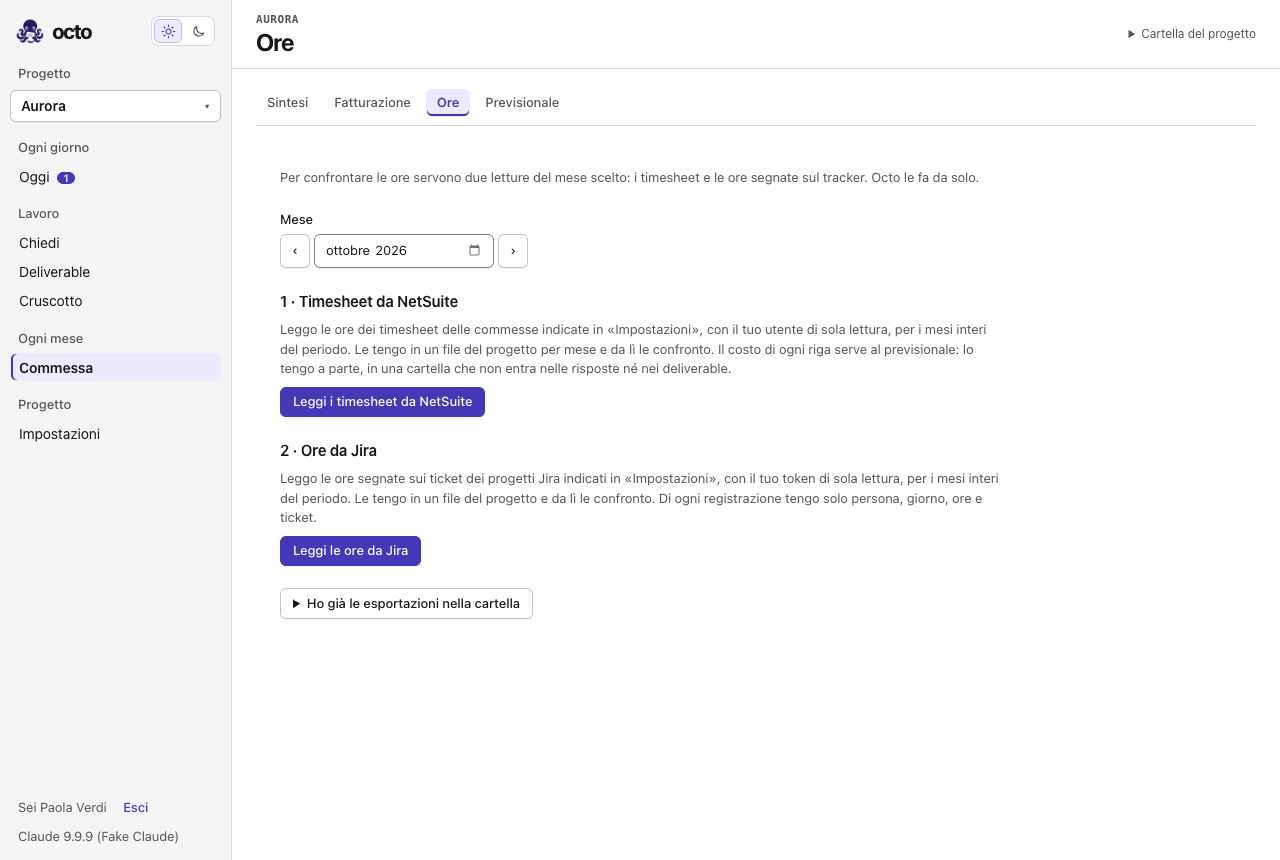 octo
Progetto
Aurora
Ogni giorno
Oggi 1
Lavoro
Chiedi
Deliverable
Cruscotto
Ogni mese
Commessa
Progetto
Impostazioni
Sei Paola Verdi Esci
Claude 9.9.9 (Fake Claude)
AURORA
Ore
Cartella del progetto
Sintesi Fatturazione Ore Previsionale
Per confrontare le ore servono due letture del mese scelto: i timesheet e le ore segnate sul tracker. Octo le fa da solo.
Mese
‹ ottobre 2026 ›
1 · Timesheet da NetSuite
Leggo le ore dei timesheet delle commesse indicate in «Impostazioni», con il tuo utente di sola lettura, per i mesi interi
del periodo. Le tengo in un file del progetto per mese e da lì le confronto. Il costo di ogni riga serve al previsionale: lo
tengo a parte, in una cartella che non entra nelle risposte né nei deliverable.
Leggi i timesheet da NetSuite
2 · Ore da Jira
Leggo le ore segnate sui ticket dei progetti Jira indicati in «Impostazioni», con il tuo token di sola lettura, per i mesi interi
del periodo. Le tengo in un file del progetto e da lì le confronto. Di ogni registrazione tengo solo persona, giorno, ore e
ticket.
Leggi le ore da Jira
Ho già le esportazioni nella cartella